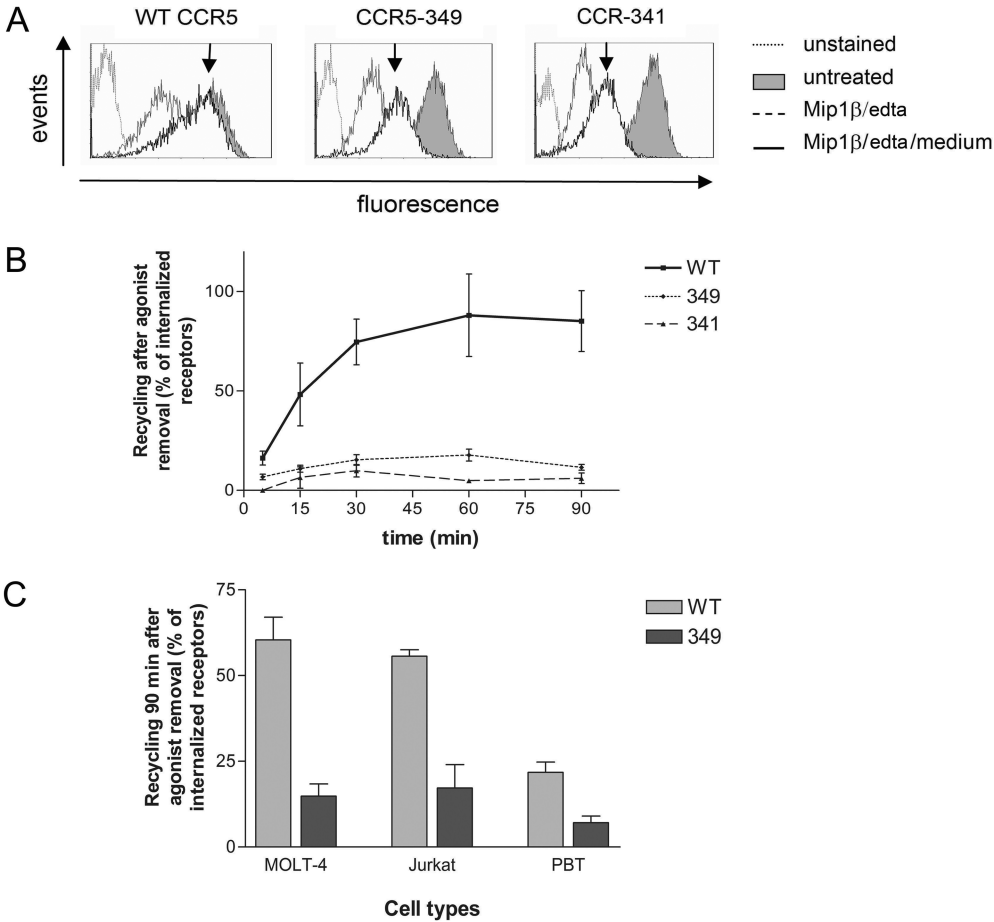 A
WT CCR5
CCR5-349
CCR-341
events
fluorescence
unstained
untreated
Mip1β/edta
Mip1β/edta/medium
B
Recycling after agonist
removal (% of internalized
receptors)
100
50
0
0
15
30
45
60
75
90
time (min)
WT
349
341
C
Recycling 90 min after
agonist removal (% of
internalized receptors)
75
50
25
0
MOLT-4
Jurkat
PBT
Cell types
WT
349